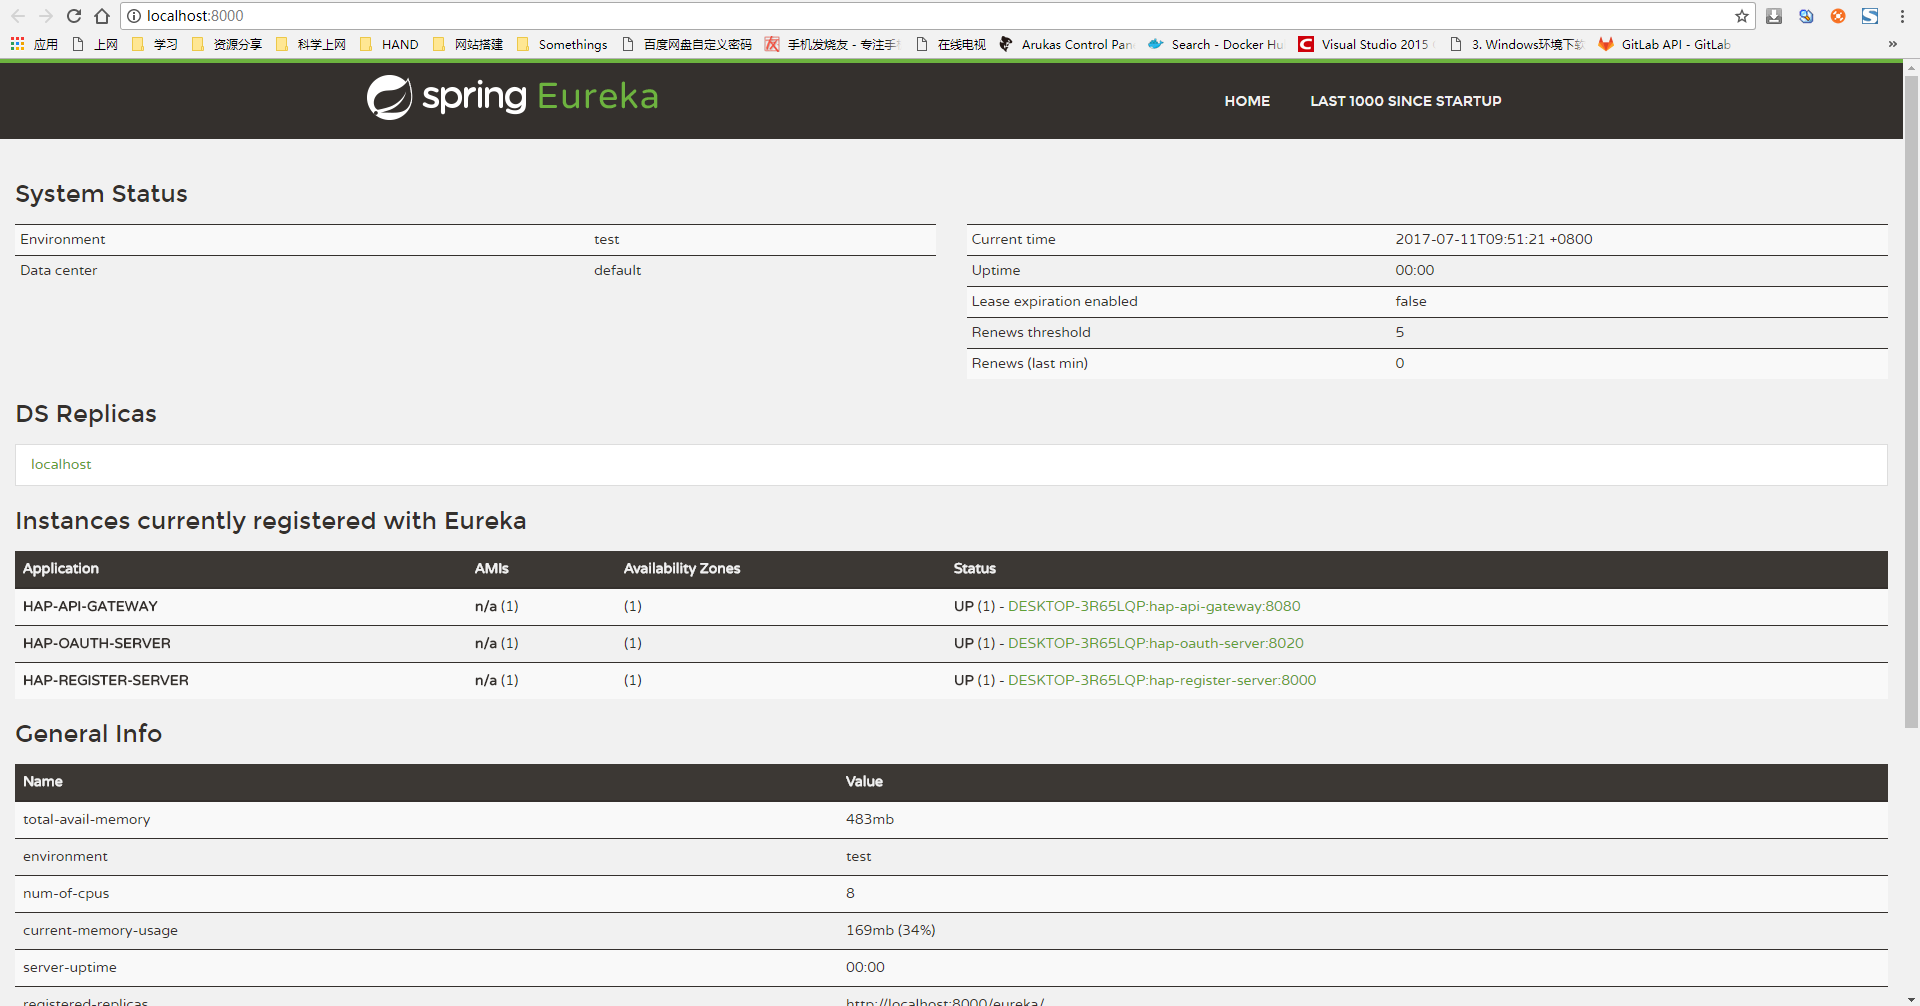 localhost:8000
应用 上网 学习 资源分享 科学上网 HAND 网站搭建 Somethings 百度网盘自定义密码 手机发烧友 - 专注手 在线电视 Arukas Control Pan Search - Docker Hu Visual Studio 2015 3. Windows环境下 GitLab API - GitLab »
spring Eureka
HOME LAST 1000 SINCE STARTUP
System Status
Environment test
Data center default
Current time 2017-07-11T09:51:21 +0800
Uptime 00:00
Lease expiration enabled false
Renews threshold 5
Renews (last min) 0
DS Replicas
localhost
Instances currently registered with Eureka
Application AMIs Availability Zones Status
HAP-API-GATEWAY n/a (1) (1) UP (1) - DESKTOP-3R65LQP:hap-api-gateway:8080
HAP-OAUTH-SERVER n/a (1) (1) UP (1) - DESKTOP-3R65LQP:hap-oauth-server:8020
HAP-REGISTER-SERVER n/a (1) (1) UP (1) - DESKTOP-3R65LQP:hap-register-server:8000
General Info
Name Value
total-avail-memory 483mb
environment test
num-of-cpus 8
current-memory-usage 169mb (34%)
server-uptime 00:00
registered-replicas http://localhost:8000/eureka/